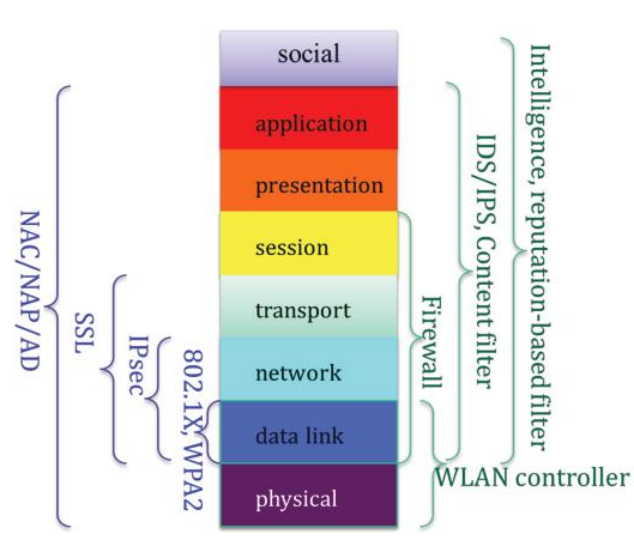 social
application
presentation
session
transport
network
data link
physical
NAC/NAP/AD
SSL
IPsec
802.1X, WPA2
Firewall
IDS/IPS, Content filter
Intelligence, reputation-based filter
WLAN controller